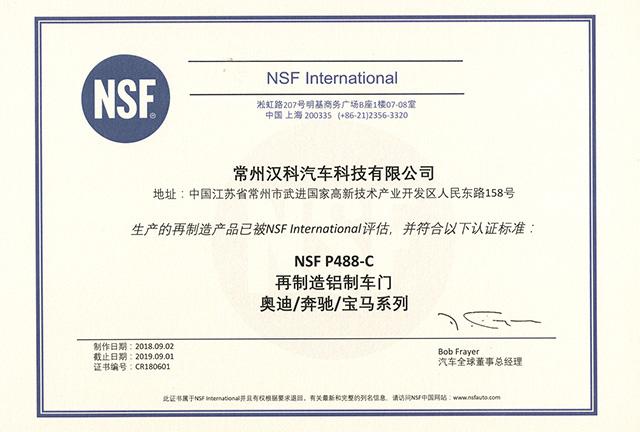 NSF®
NSF International
淞虹路207号明基商务广场B座1楼07-08室
中国 上海 200335 (+86-21)2356-3320
常州汉科汽车科技有限公司
地址：中国江苏省常州市武进国家高新技术产业开发区人民东路158号
生产的再制造产品已被NSF International评估，并符合以下认证标准：
NSF P488-C
再制造铝制车门
奥迪/奔驰/宝马系列
制作日期：2018.09.02
截止日期：2019.09.01
证书编号：CR180601
Bob Frayer
汽车全球董事总经理
此证书属于NSF International并且有权根据要求退回，有关最新和完整的列名信息，请访问NSF中国网站：www.nsfauto.com